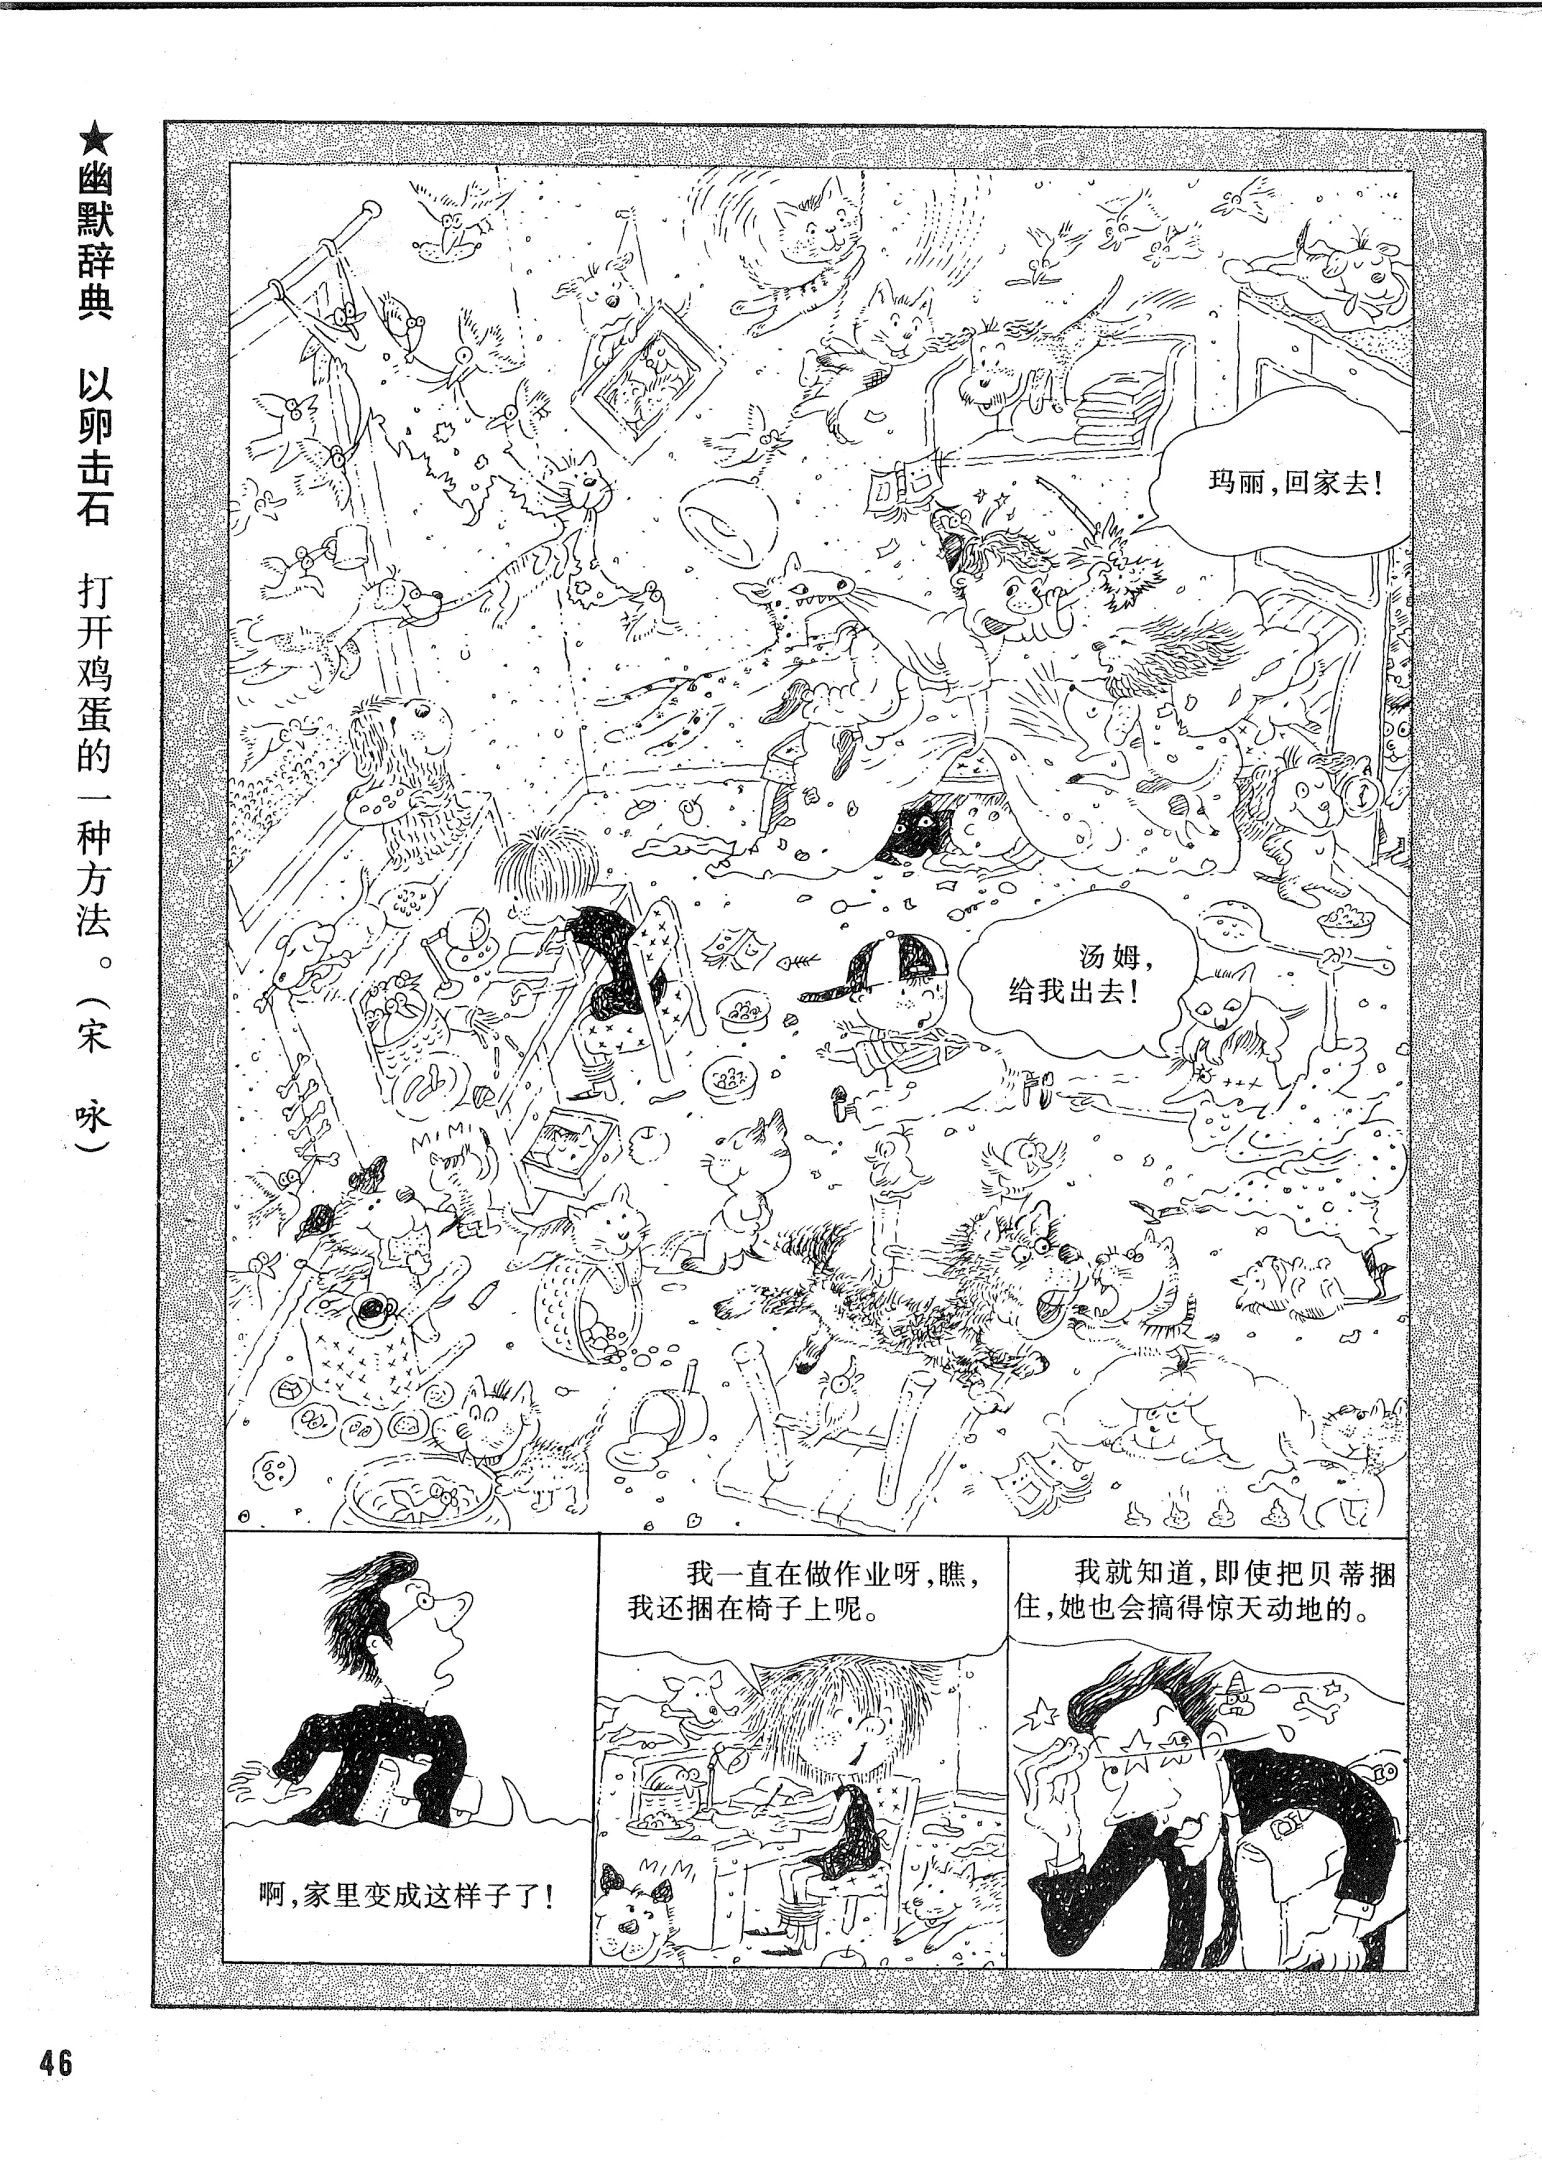 ★幽默辞典 以卵击石 打开鸡蛋的一种方法。(宋 咏)
玛丽,回家去!
汤姆,
给我出去!
MIMI
啊,家里变成这样子了!
我一直在做作业呀,瞧,
我还捆在椅子上呢。
我就知道,即使把贝蒂捆
住,她也会搞得惊天动地的。
46